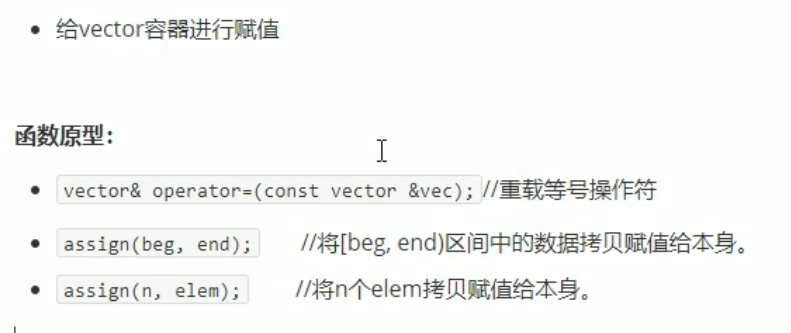 给vector容器进行赋值
函数原型：
vector& operator=(const vector &vec);//重载等号操作符
assign(beg, end); //将[beg, end)区间中的数据拷贝赋值给本身。
assign(n, elem); //将n个elem拷贝赋值给本身。